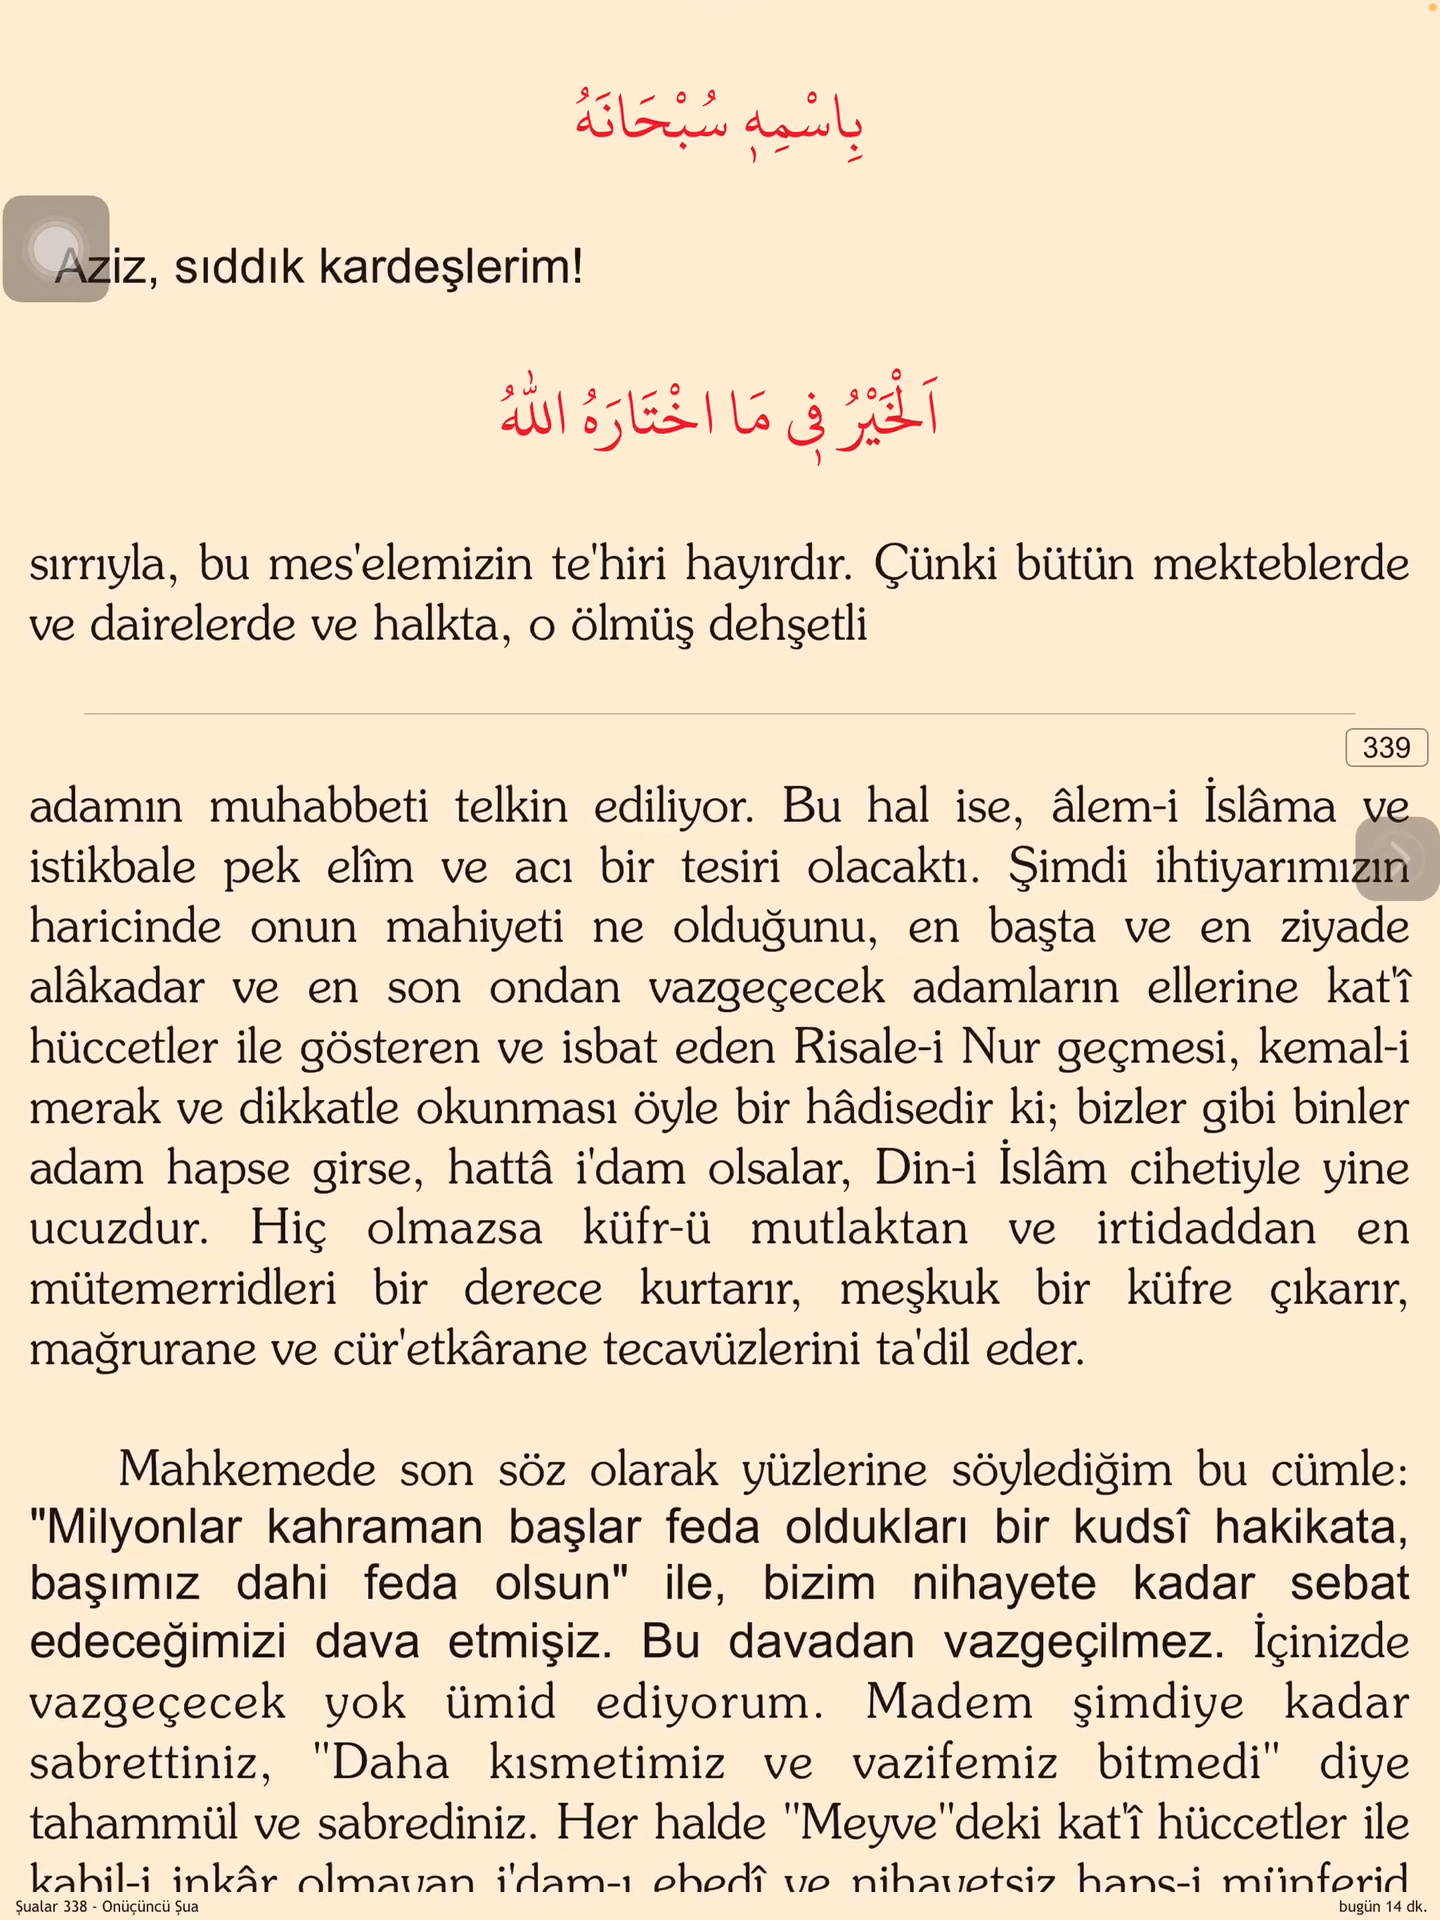 بِاسْمِهٖ سُبْحَانَهُ
Aziz, sıddık kardeşlerim!
اَلْخَيْرُ فِى مَا اخْتَارَهُ اللّٰهُ
sırrıyla, bu mes'elemizin te'hiri hayırdır. Çünki bütün mekteblerde
ve dairelerde ve halkta, o ölmüş dehşetli
339
adamın muhabbeti telkin ediliyor. Bu hal ise, âlem-i İslâma ve
istikbale pek elîm ve acı bir tesiri olacaktı. Şimdi ihtiyarımızın
haricinde onun mahiyeti ne olduğunu, en başta ve en ziyade
alâkadar ve en son ondan vazgeçecek adamların ellerine kat'î
hüccetler ile gösteren ve isbat eden Risale-i Nur geçmesi, kemal-i
merak ve dikkatle okunması öyle bir hâdisedir ki; bizler gibi binler
adam hapse girse, hattâ i'dam olsalar, Din-i İslâm cihetiyle yine
ucuzdur. Hiç olmazsa küfr-ü mutlaktan ve irtidaddan en
mütemerridleri bir derece kurtarır, meşkuk bir küfre çıkarır,
mağrurane ve cür'etkârane tecavüzlerini ta'dil eder.
Mahkemede son söz olarak yüzlerine söylediğim bu cümle:
"Milyonlar kahraman başlar feda oldukları bir kudsî hakikata,
başımız dahi feda olsun" ile, bizim nihayete kadar sebat
edeceğimizi dava etmişiz. Bu davadan vazgeçilmez. İçinizde
vazgeçecek yok ümid ediyorum. Madem şimdiye kadar
sabrettiniz, "Daha kısmetimiz ve vazifemiz bitmedi" diye
tahammül ve sabrediniz. Her halde "Meyve"deki kat'î hüccetler ile
kabil-i inkâr olmayan i'dam-ı ebedî ve nihayetsiz haps-i münferid
Şualar 338 - Onüçüncü Şua
bugün 14 dk.